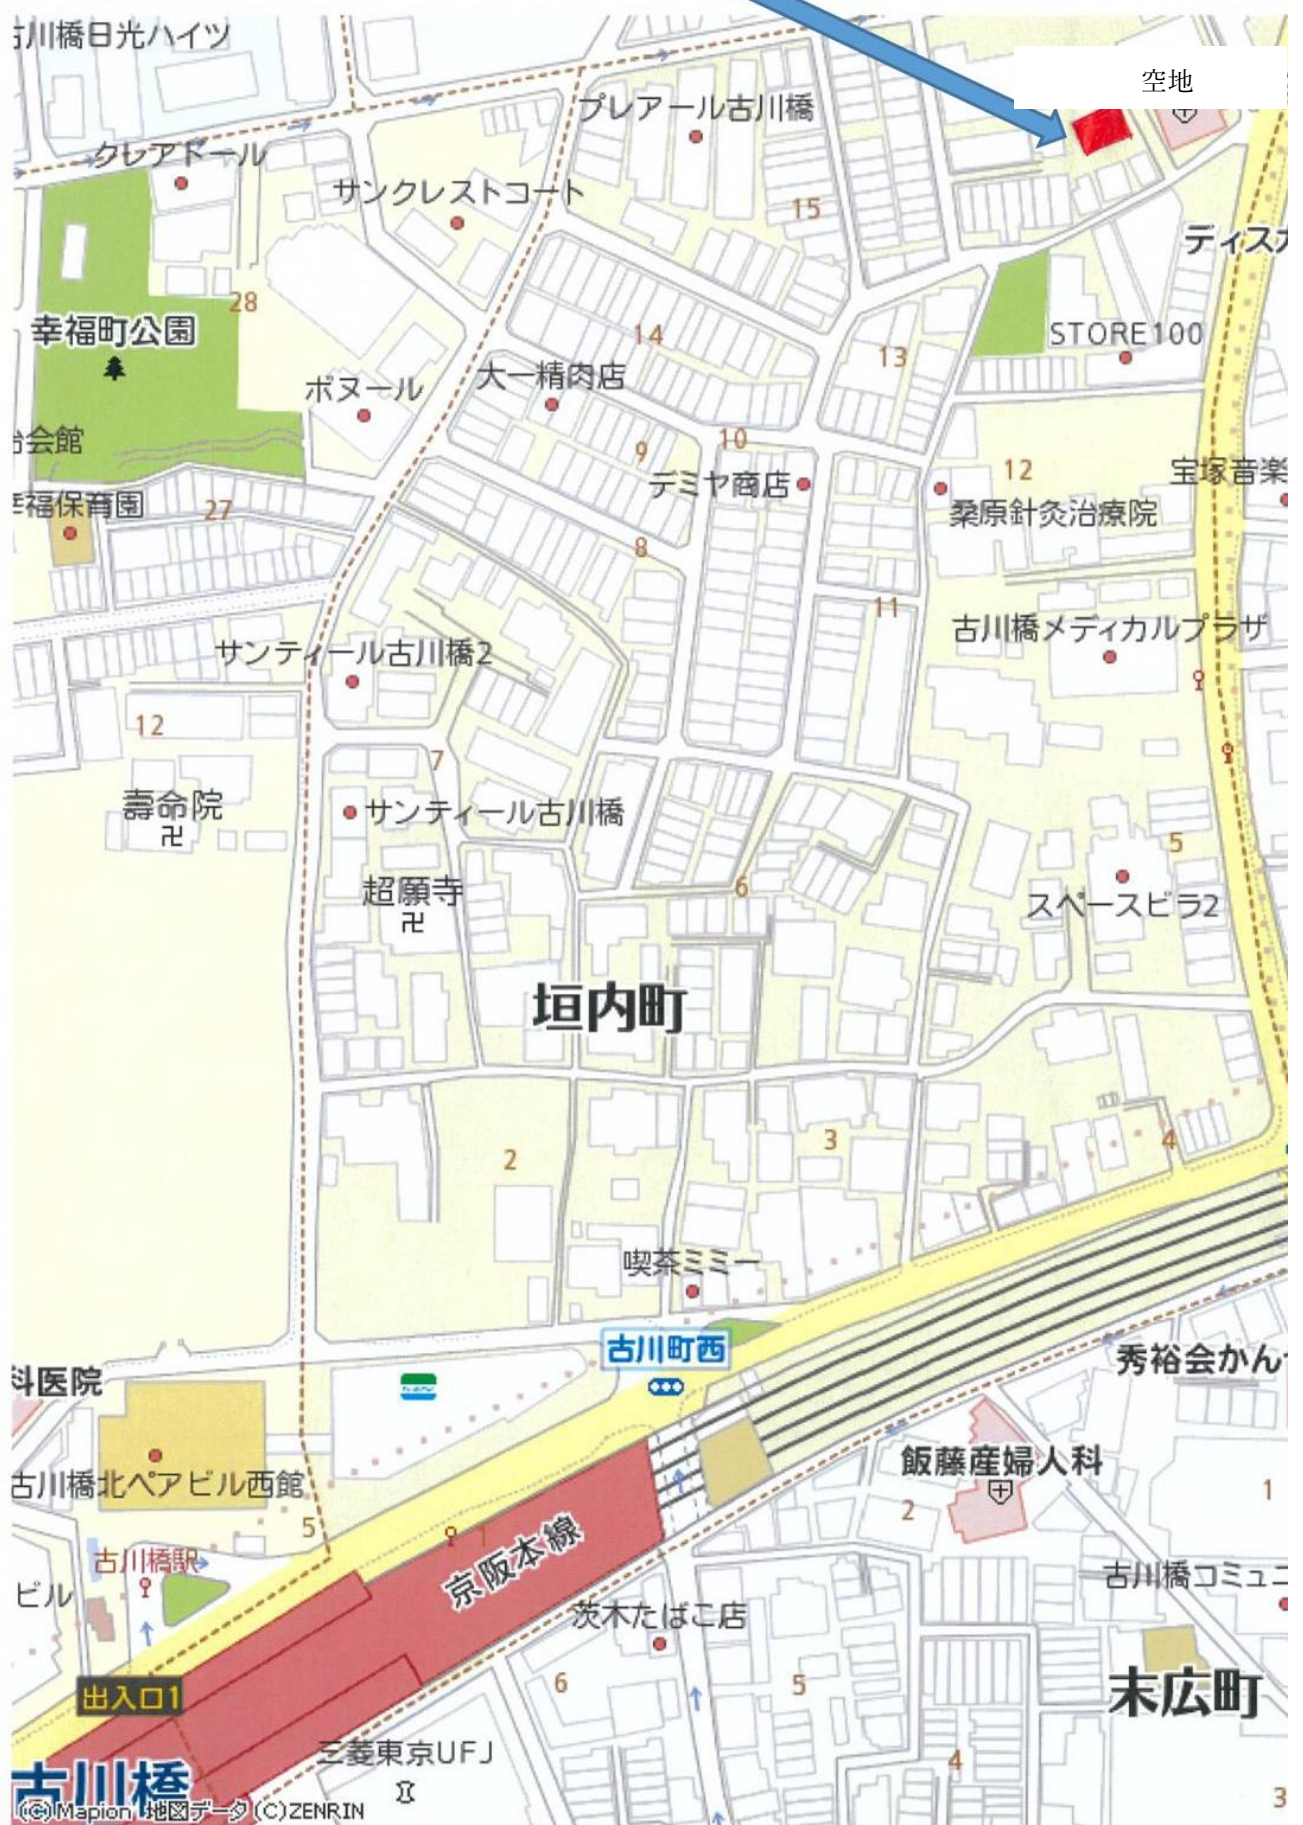 古川橋日光ハイツ
空地
プレアール古川橋
クレアドール
サンクレストコート
15
ディスカ
28
幸福町公園
14
13
STORE100
大一精肉店
ボヌール
治会館
9
10
12
デミヤ商店
宝塚音楽
幸福保育園
27
桑原針灸治療院
8
11
古川橋メディカルプラザ
サンティール古川橋2
12
7
壽命院
卍
サンティール古川橋
5
超願寺
卍
6
スペースビラ2
垣内町
2
3
4
喫茶ミミー
古川町西
科医院
秀裕会かん
飯藤産婦人科
古川橋北ペアビル西館
5
1
2
1
京阪本線
古川橋駅
ビル
古川橋コミュニ
茨木たばこ店
出入口1
6
5
末広町
三菱東京UFJ
4
古川橋
3
(C)Mapion 地図データ(C)ZENRIN